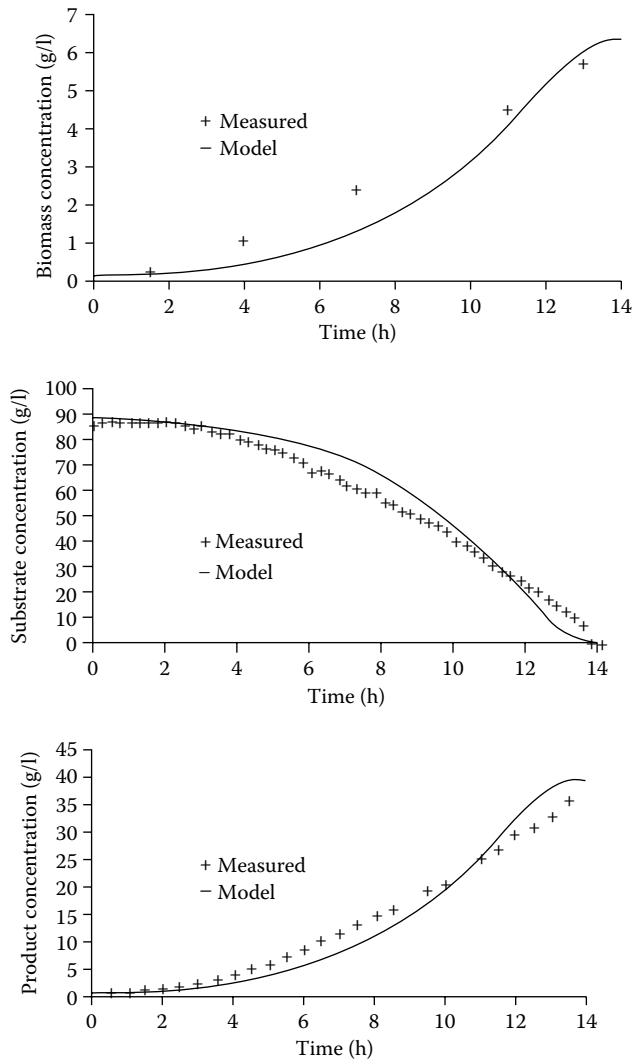 7
6
5
4
3
2
1
0
Biomass concentration (g/l)
+ Measured
– Model
0 2 4 6 8 10 12 14
Time (h)
100
90
80
70
60
50
40
30
20
10
0
Substrate concentration (g/l)
+ Measured
– Model
0 2 4 6 8 10 12 14
Time (h)
45
40
35
30
25
20
15
10
5
0
Product concentration (g/l)
+ Measured
– Model
0 2 4 6 8 10 12 14
Time (h)